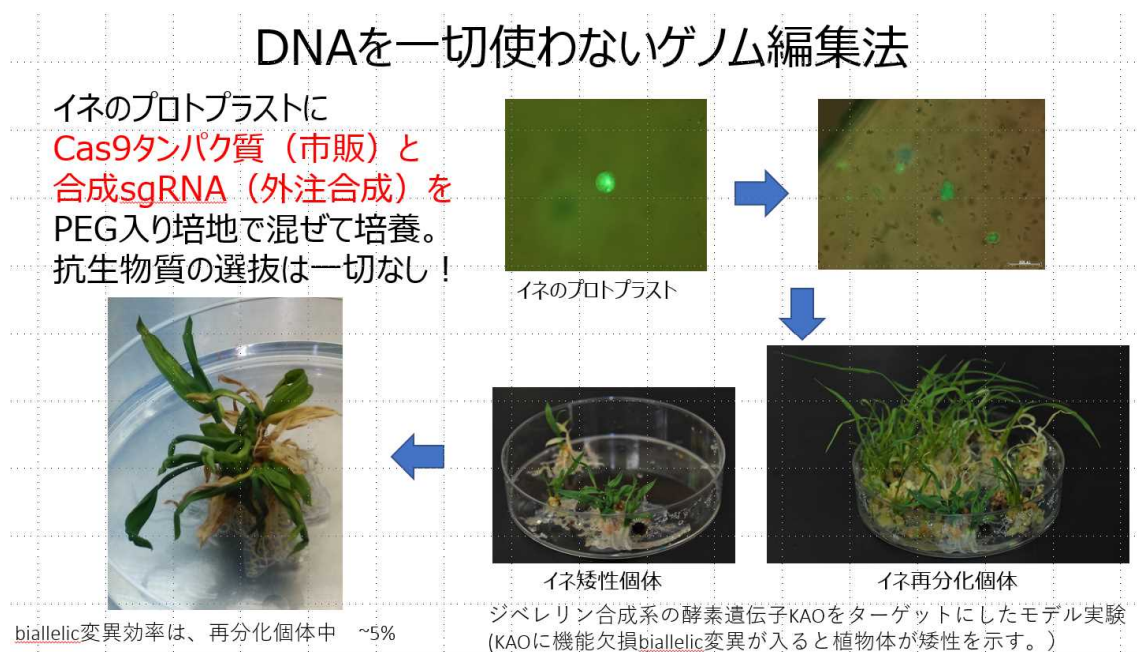 DNAを一切使わないゲノム編集法
イネのプロトプラストに
Cas9タンパク質（市販）と
合成sgRNA（外注合成）を
PEG入り培地で混ぜて培養。
抗生物質の選抜は一切なし！
イネのプロトプラスト
イネ矮性個体
イネ再分化個体
biallelic変異効率は、再分化個体中　~5%
ジベレリン合成系の酵素遺伝子KAOをターゲットにしたモデル実験
(KAOに機能欠損biallelic変異が入ると植物体が矮性を示す。)